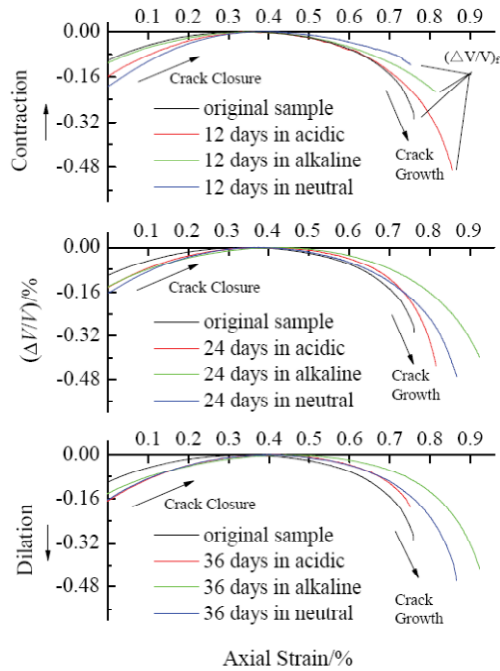 0.1 0.2 0.3 0.4 0.5 0.6 0.7 0.8 0.9
0.00
-0.16
-0.32
-0.48
Contraction
Crack Closure
(△V/V)f
Crack
Growth
original sample
12 days in acidic
12 days in alkaline
12 days in neutral
0.1 0.2 0.3 0.4 0.5 0.6 0.7 0.8 0.9
0.00
-0.16
-0.32
-0.48
(ΔV/V)/%
Crack Closure
Crack
Growth
original sample
24 days in acidic
24 days in alkaline
24 days in neutral
0.1 0.2 0.3 0.4 0.5 0.6 0.7 0.8 0.9
0.00
-0.16
-0.32
-0.48
Dilation
Crack Closure
Crack
Growth
original sample
36 days in acidic
36 days in alkaline
36 days in neutral
Axial Strain/%